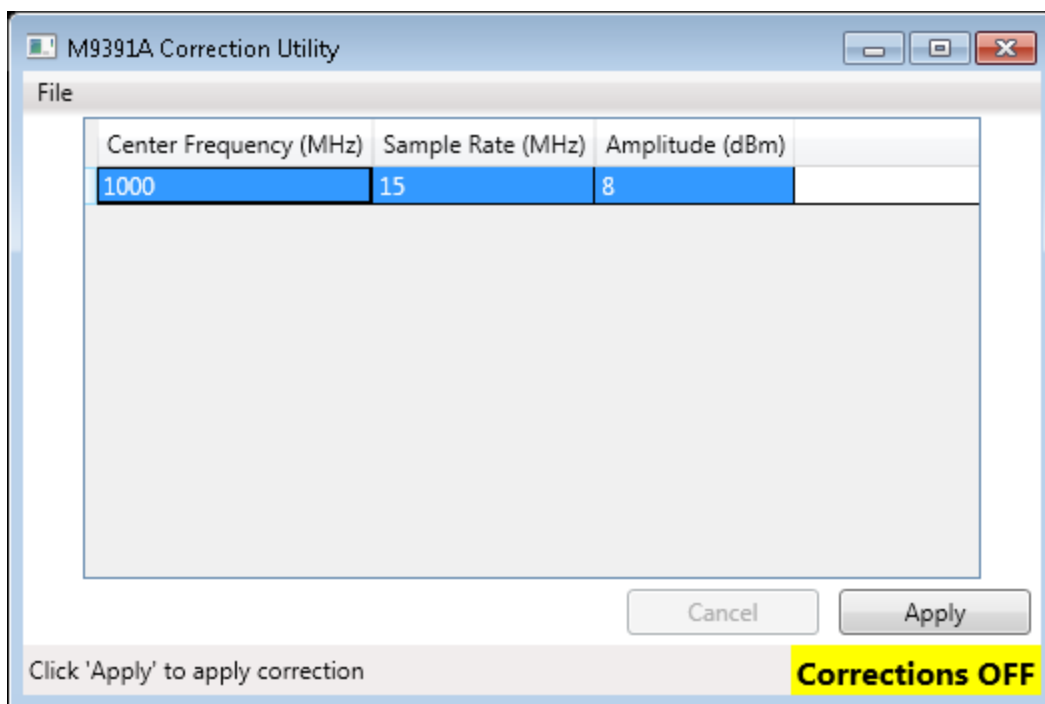 M9391A Correction Utility
File
Center Frequency (MHz) Sample Rate (MHz) Amplitude (dBm)
1000 15 8
Cancel Apply
Click 'Apply' to apply correction Corrections OFF